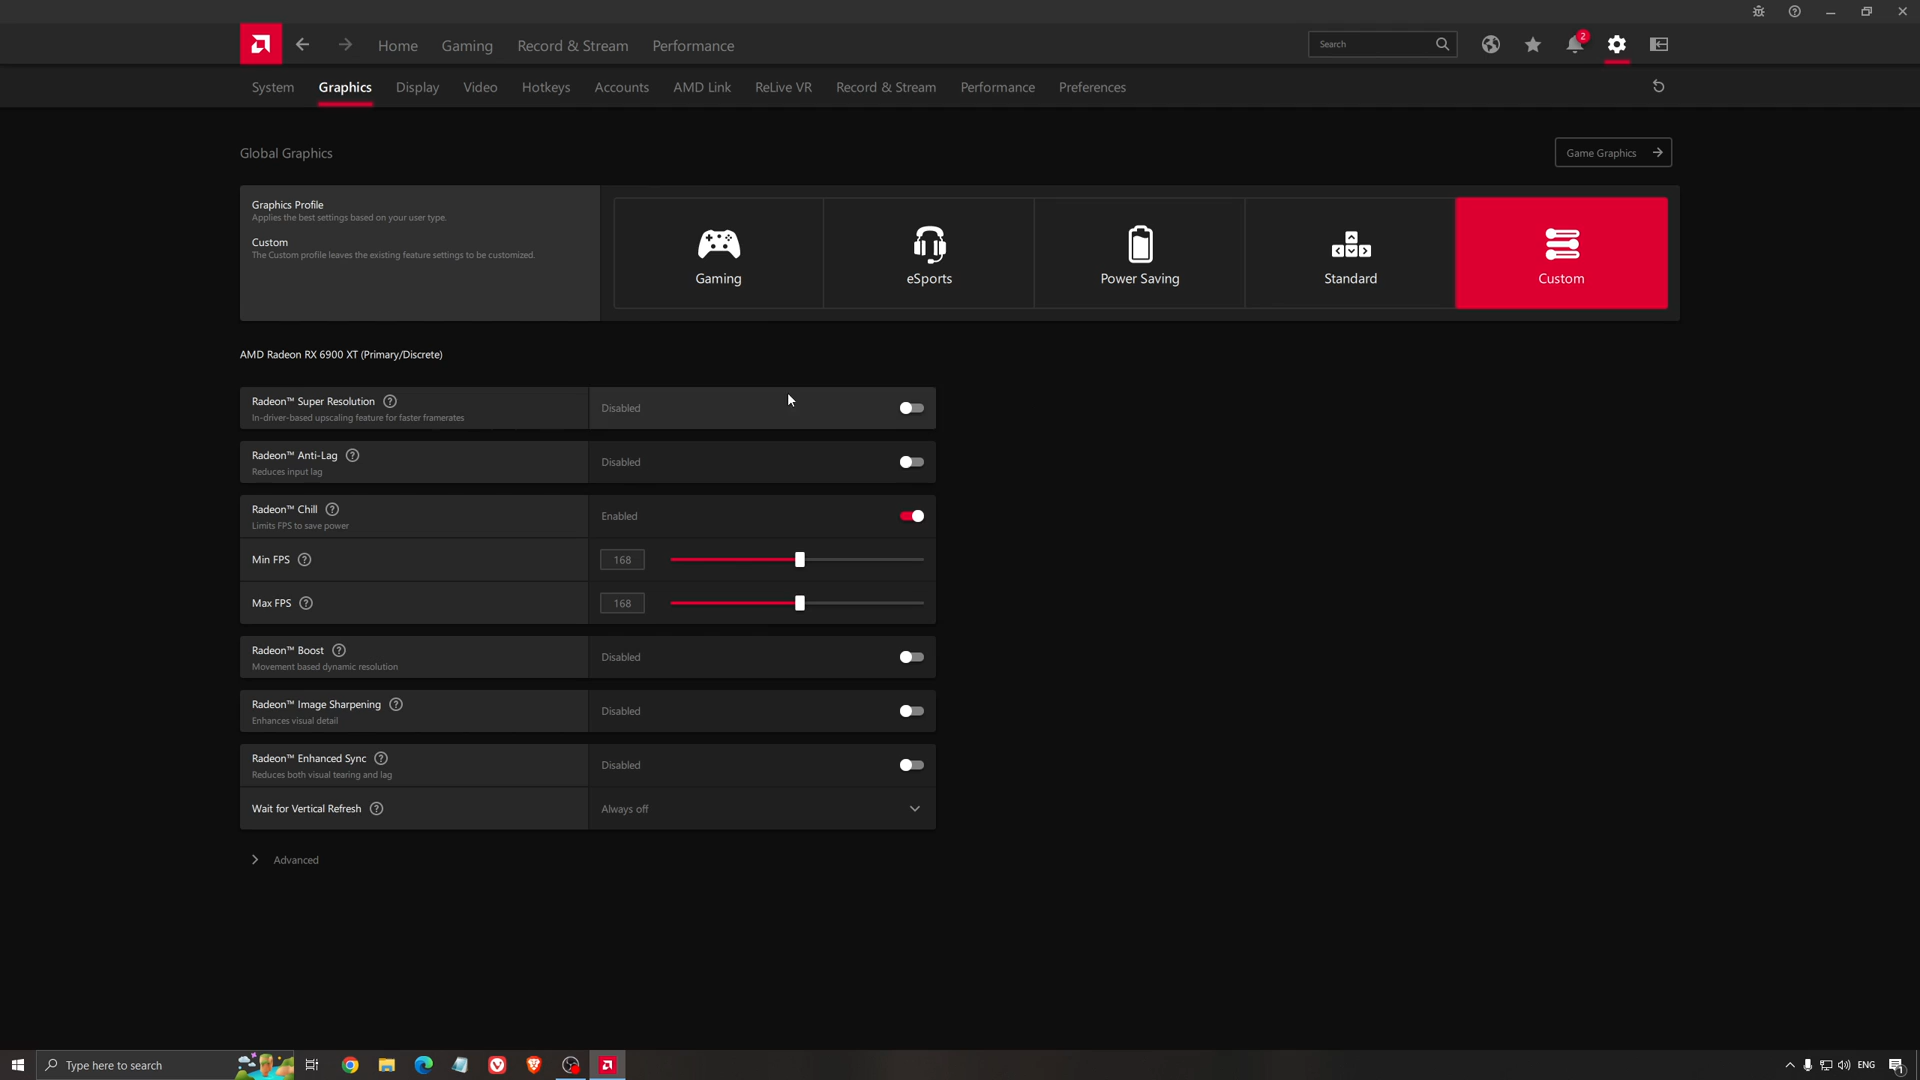 Home Gaming Record & Stream Performance Search 2
System Graphics Display Video Hotkeys Accounts AMD Link ReLive VR Record & Stream Performance Preferences
Global Graphics
Game Graphics
Graphics Profile
Applies the best settings based on your user type.
Custom
The Custom profile leaves the existing feature settings to be customized.
Gaming eSports Power Saving Standard Custom
AMD Radeon RX 6900 XT (Primary/Discrete)
Radeon™ Super Resolution
In-driver-based upscaling feature for faster framerates
Disabled
Radeon™ Anti-Lag
Reduces input lag
Disabled
Radeon™ Chill
Limits FPS to save power
Enabled
Min FPS 168
Max FPS 168
Radeon™ Boost
Movement based dynamic resolution
Disabled
Radeon™ Image Sharpening
Enhances visual detail
Disabled
Radeon™ Enhanced Sync
Reduces both visual tearing and lag
Disabled
Wait for Vertical Refresh Always off
Advanced
Type here to search ENG 1